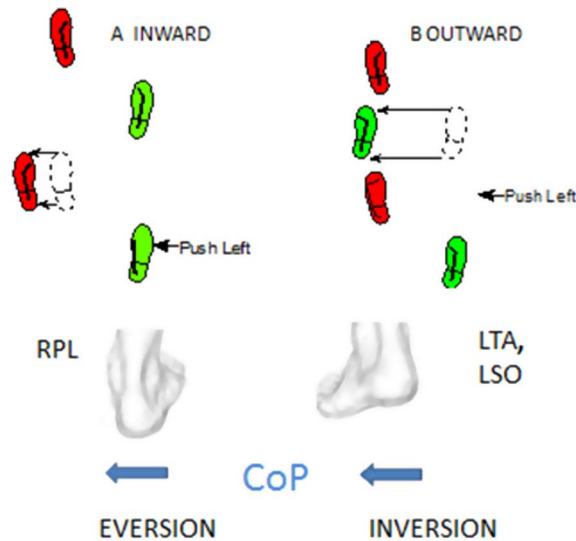 A INWARD
B OUTWARD
Push Left
Push Left
RPL
LTA,
LSO
CoP
EVERSION
INVERSION